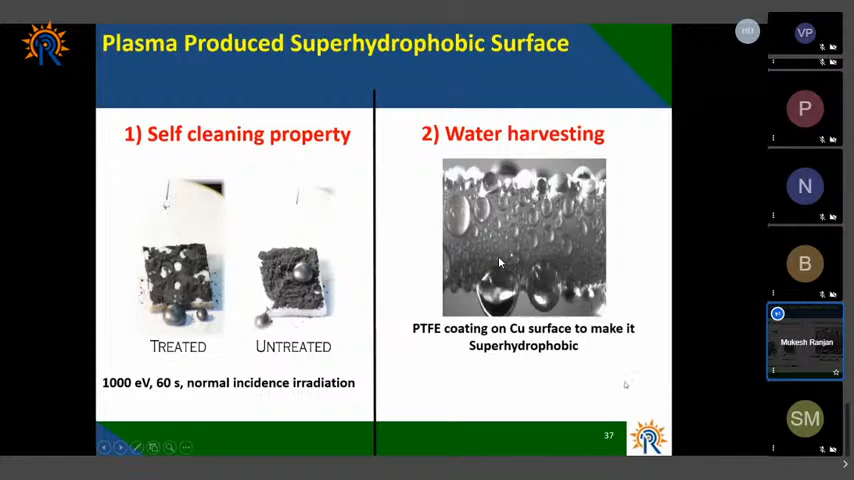 Plasma Produced Superhydrophobic Surface
1) Self cleaning property
TREATED
UNTREATED
1000 eV, 60 s, normal incidence irradiation
2) Water harvesting
PTFE coating on Cu surface to make it
Superhydrophobic
37
HD
VP
P
N
B
Mukesh Ranjan
SM